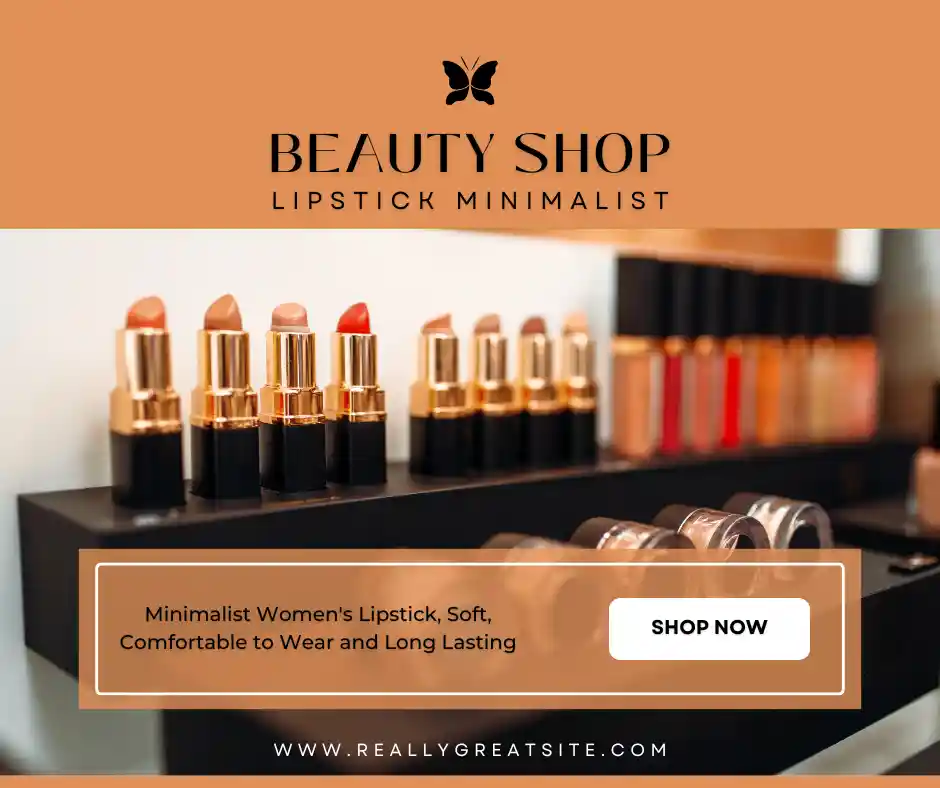 BEAUTY SHOP
LIPSTICK MINIMALIST
Minimalist Women's Lipstick, Soft,
Comfortable to Wear and Long Lasting
SHOP NOW
WWW.REALLYGREATSITE.COM